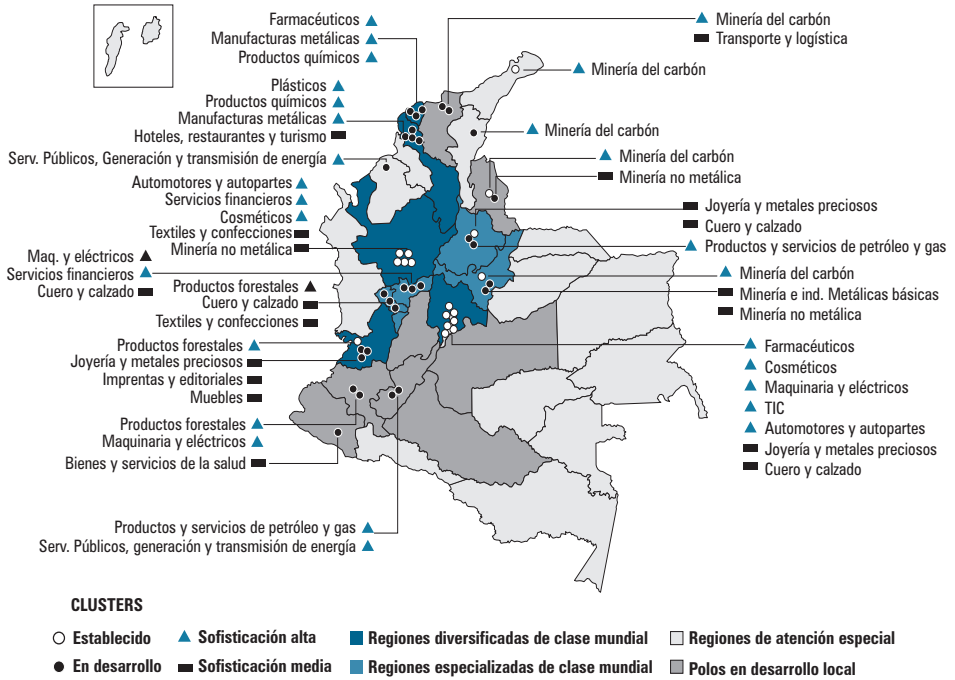 Farmacéuticos
Manufacturas metálicas
Productos químicos
Plásticos
Productos químicos
Manufacturas metálicas
Hoteles, restaurantes y turismo
Serv. Públicos, Generación y transmisión de energía
Automotores y autopartes
Servicios financieros
Cosméticos
Textiles y confecciones
Minería no metálica
Maq. y eléctricos
Servicios financieros
Cuero y calzado
Productos forestales
Cuero y calzado
Textiles y confecciones
Productos forestales
Joyería y metales preciosos
Imprentas y editoriales
Muebles
Productos forestales
Maquinaria y eléctricos
Bienes y servicios de la salud
Productos y servicios de petróleo y gas
Serv. Públicos, generación y transmisión de energía
Minería del carbón
Transporte y logística
Minería del carbón
Minería del carbón
Minería del carbón
Minería no metálica
Joyería y metales preciosos
Cuero y calzado
Productos y servicios de petróleo y gas
Minería del carbón
Minería e ind. Metálicas básicas
Minería no metálica
Farmacéuticos
Cosméticos
Maquinaria y eléctricos
TIC
Automotores y autopartes
Joyería y metales preciosos
Cuero y calzado
CLUSTERS
Establecido
Sofisticación alta
Regiones diversificadas de clase mundial
Regiones de atención especial
En desarrollo
Sofisticación media
Regiones especializadas de clase mundial
Polos en desarrollo local